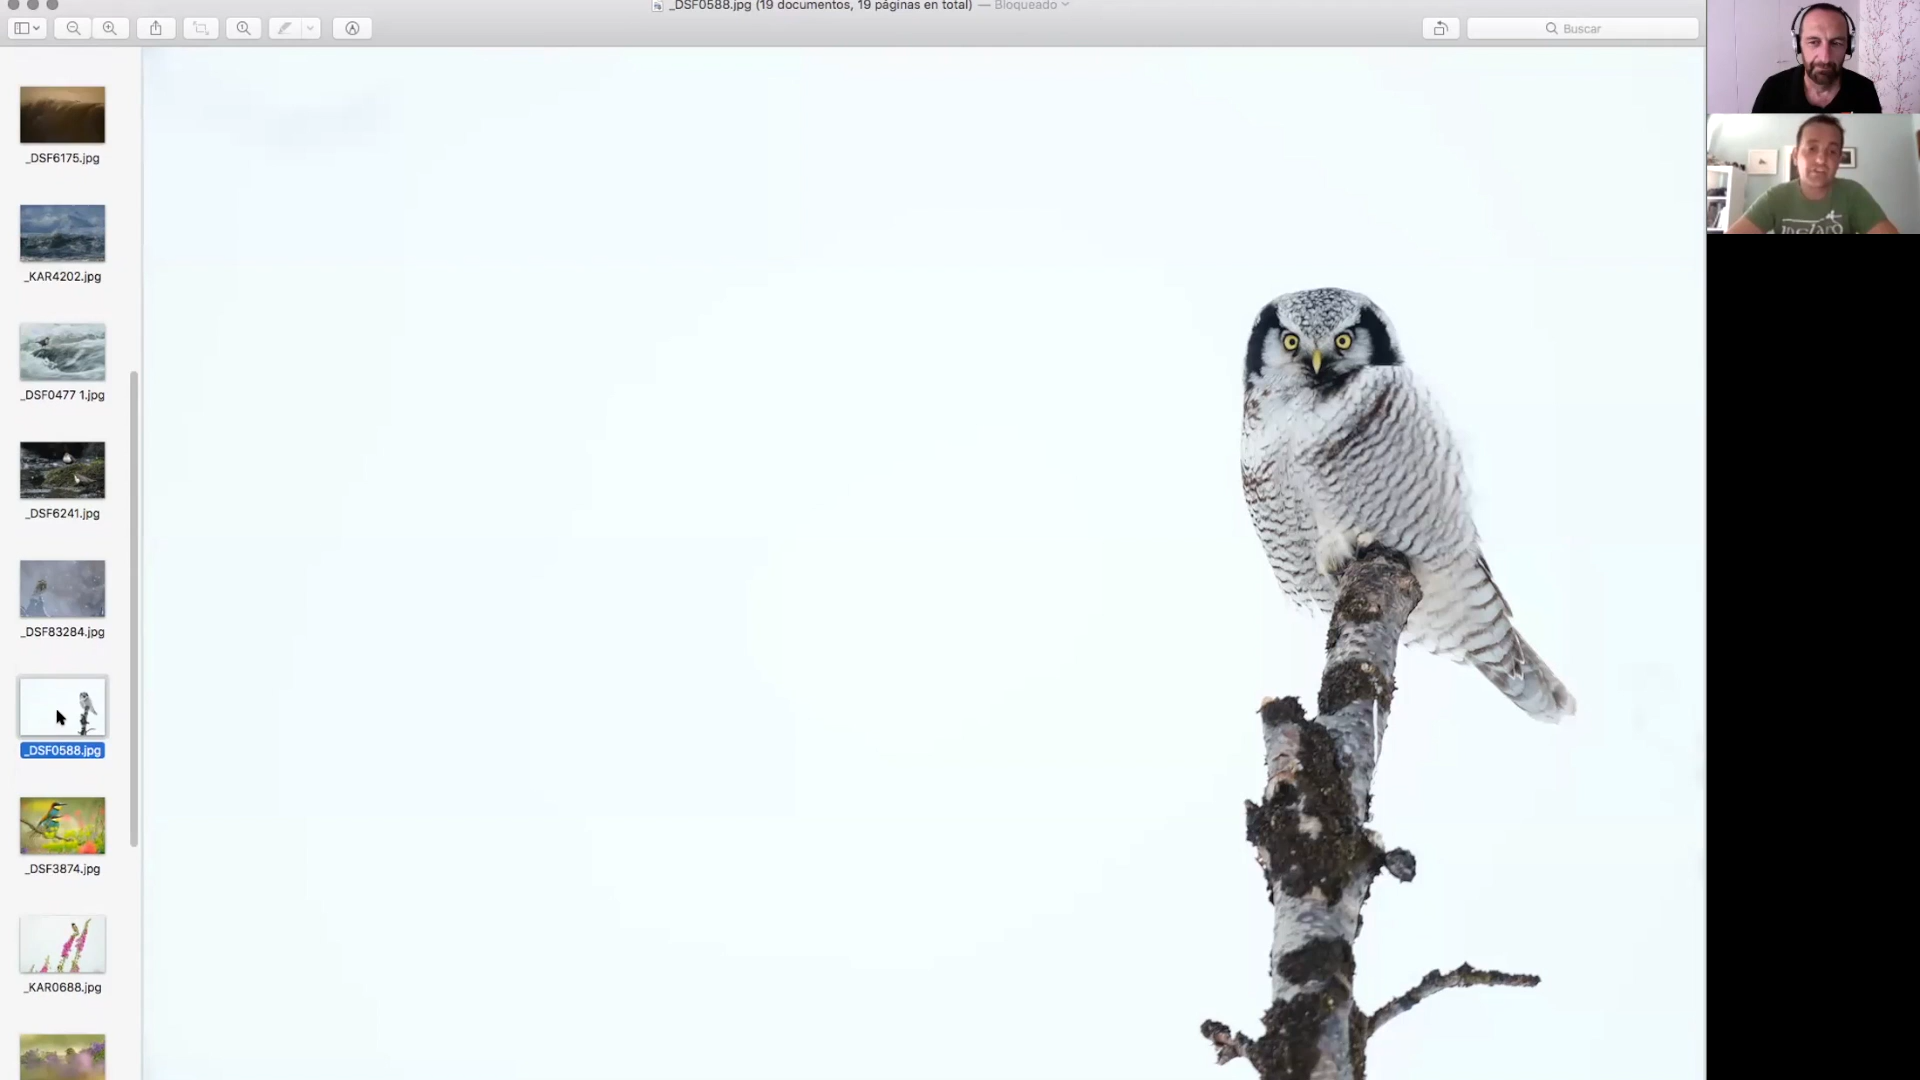 _DSF0588.jpg (19 documentos, 19 páginas en total) — Bloqueado
Buscar
_DSF6175.jpg
_KAR4202.jpg
_DSF0477 1.jpg
_DSF6241.jpg
_DSF83284.jpg
_DSF0588.jpg
_DSF3874.jpg
_KAR0688.jpg